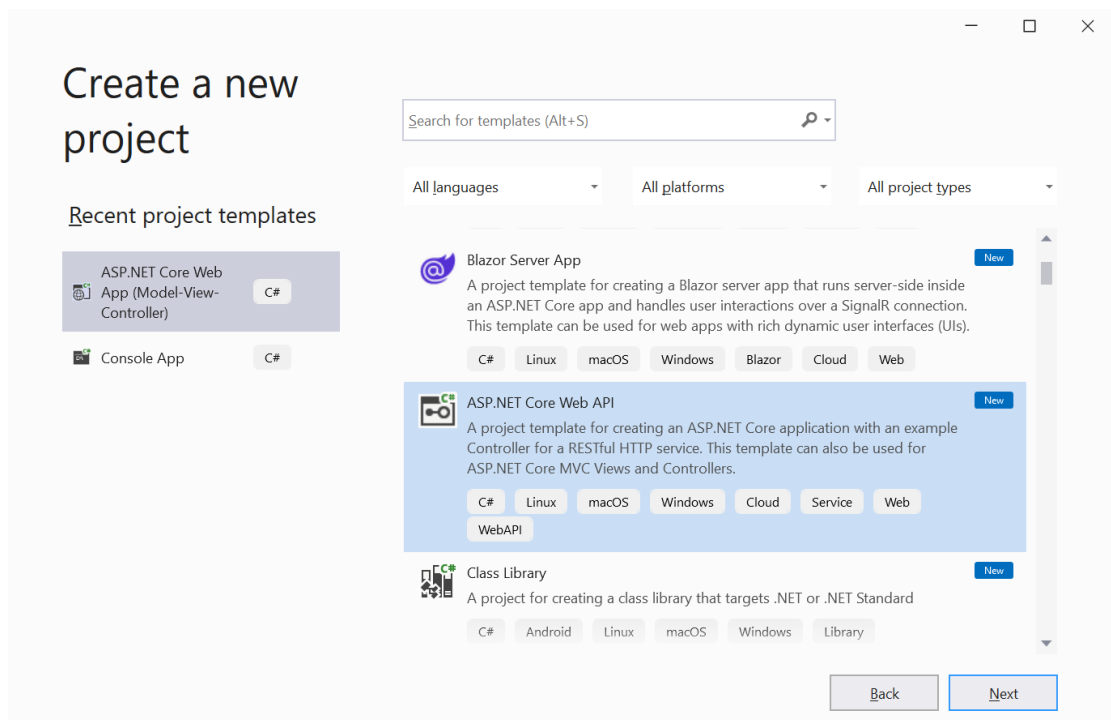 Create a new
project
Recent project templates
ASP.NET Core Web
App (Model-View-
Controller)
C#
Console App
C#
Search for templates (Alt+S)
All languages
All platforms
All project types
Blazor Server App
New
A project template for creating a Blazor server app that runs server-side inside
an ASP.NET Core app and handles user interactions over a SignalR connection.
This template can be used for web apps with rich dynamic user interfaces (UIs).
C# Linux macOS Windows Blazor Cloud Web
ASP.NET Core Web API
New
A project template for creating an ASP.NET Core application with an example
Controller for a RESTful HTTP service. This template can also be used for
ASP.NET Core MVC Views and Controllers.
C# Linux macOS Windows Cloud Service Web
WebAPI
Class Library
New
A project for creating a class library that targets .NET or .NET Standard
C# Android Linux macOS Windows Library
Back
Next